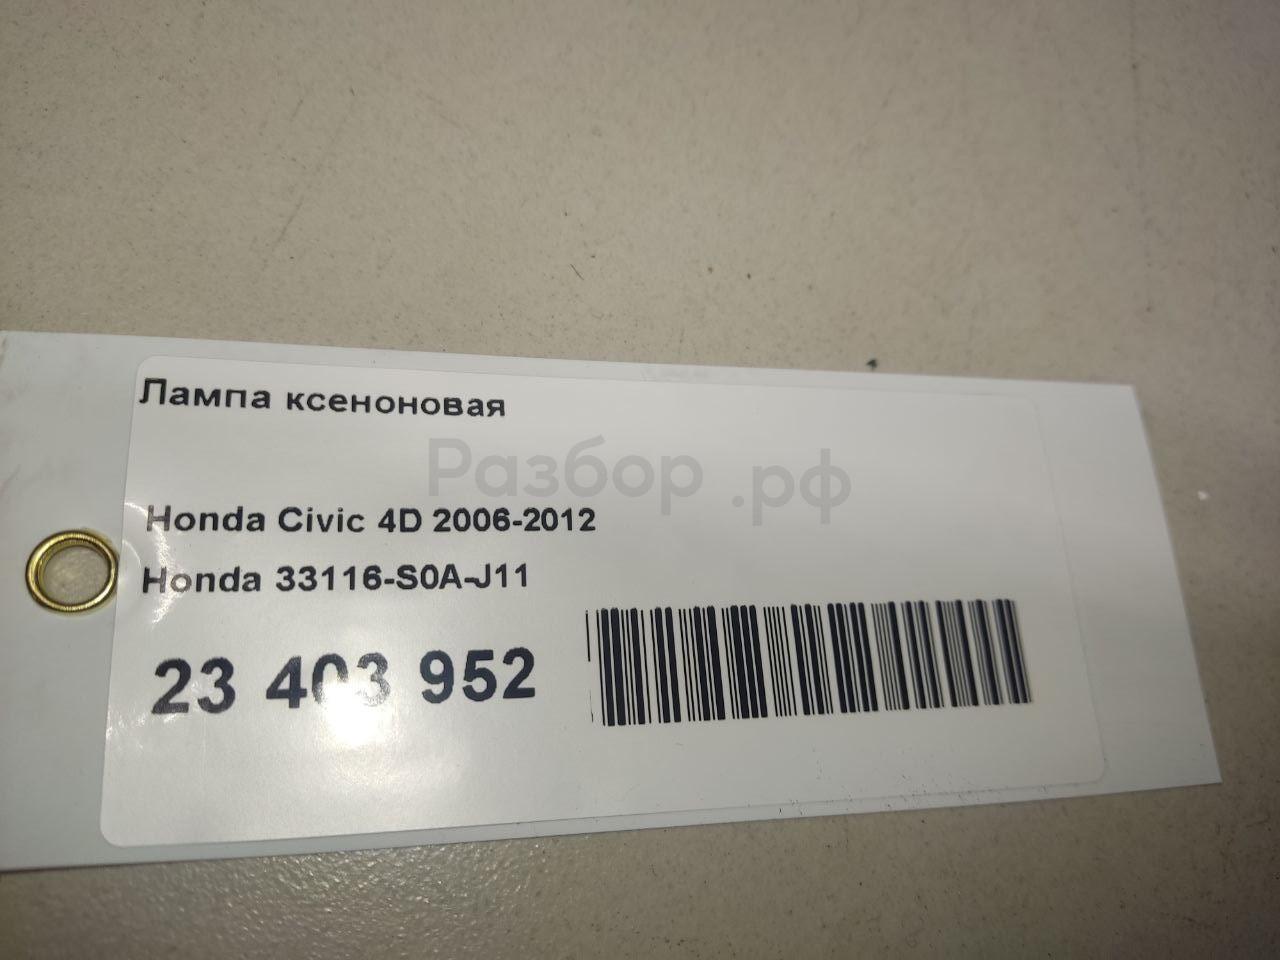 Лампа ксеноновая
Разбор.рф
Honda Civic 4D 2006-2012
Honda 33116-S0A-J11
23 403 952